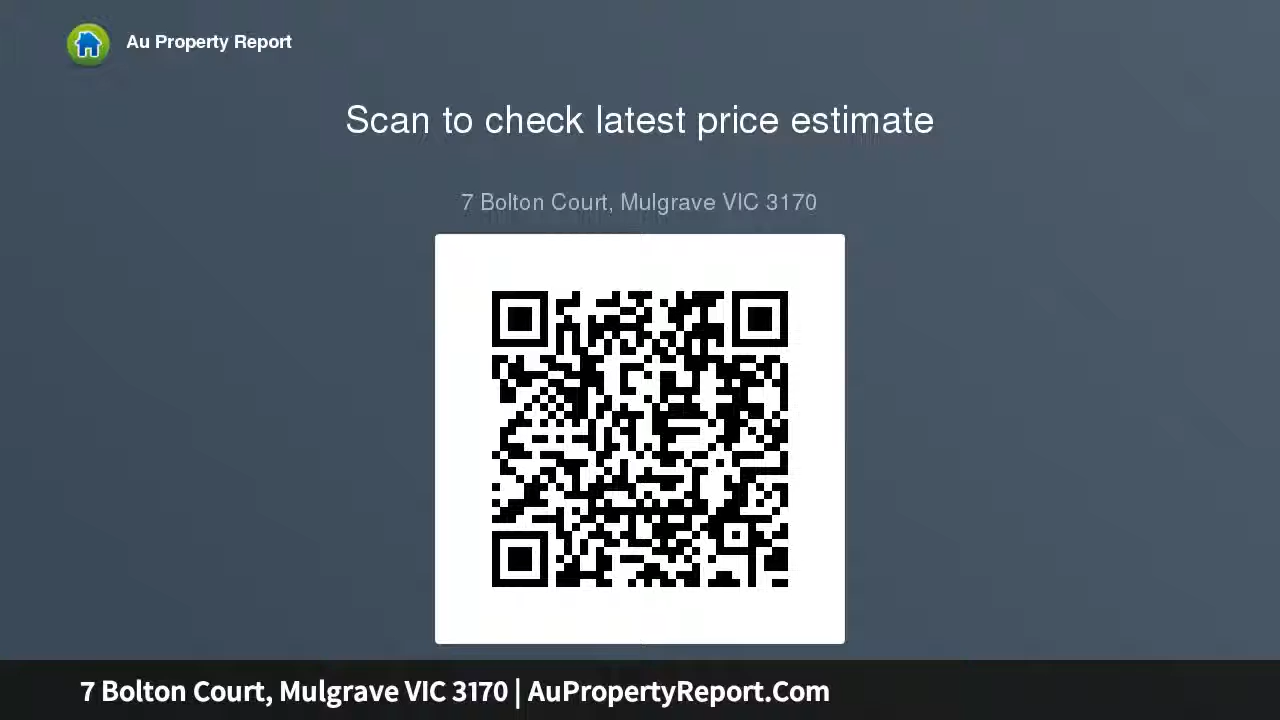 Au Property Report
Scan to check latest price estimate
7 Bolton Court, Mulgrave VIC 3170
7 Bolton Court, Mulgrave VIC 3170 | AuPropertyReport.Com